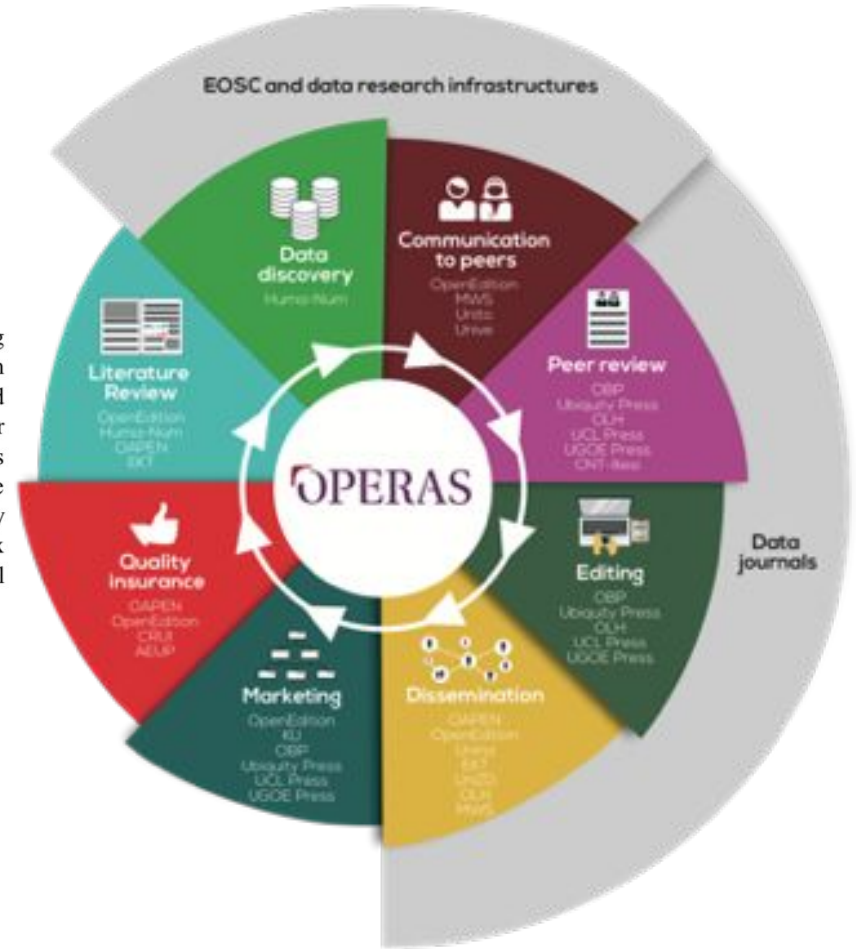 EOSC and data research infrastructures
Data
discovery
Huma-Num
Communication
to peers
OpenEdition
MWS
Unito
Unive
Peer review
OBP
Ubiquity Press
OLH
UCL Press
UGOE Press
Editing
OBP
Ubiquity Press
OLH
UCL Press
UGOE Press
Data
journals
Dissemination
OAPEN
OpenEdition
EKT
UniZD
OLH
MWS
Marketing
OpenEdition
KU
OBP
Ubiquity Press
UCL Press
UGOE Press
Quality
insurance
OAPEN
OpenEdition
CRUI
AEUP
Literature
Review
OpenEdition
Huma-Num
OAPEN
EKT
OPERAS